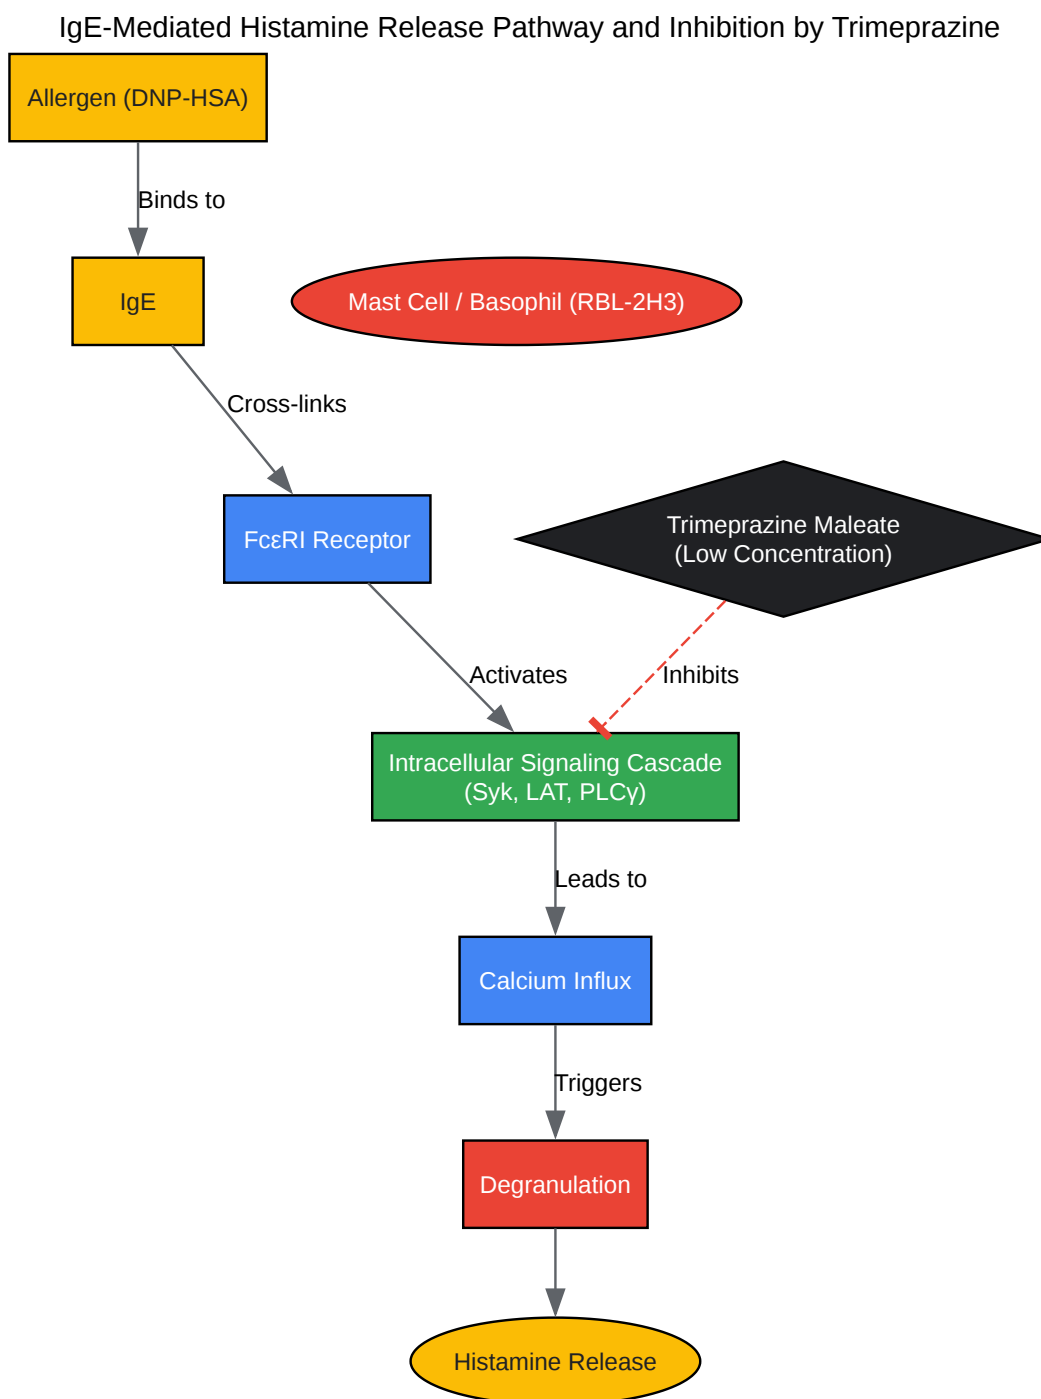 IgE-Mediated Histamine Release Pathway and Inhibition by Trimeprazine
Allergen (DNP-HSA)
Binds to
IgE
Mast Cell / Basophil (RBL-2H3)
Cross-links
FcεRI Receptor
Trimeprazine Maleate
(Low Concentration)
Activates
Inhibits
Intracellular Signaling Cascade
(Syk, LAT, PLCγ)
Leads to
Calcium Influx
Triggers
Degranulation
Histamine Release